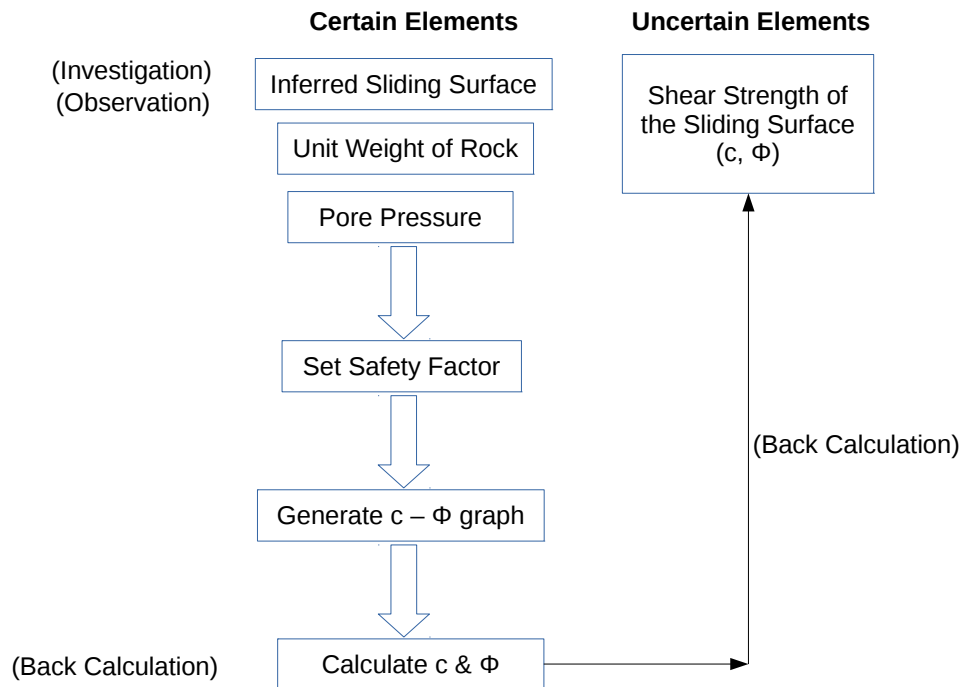 Certain Elements
Uncertain Elements
(Investigation)
(Observation)
Inferred Sliding Surface
Shear Strength of
the Sliding Surface
(c, Φ)
Unit Weight of Rock
Pore Pressure
Set Safety Factor
(Back Calculation)
Generate c – Φ graph
(Back Calculation)
Calculate c & Φ